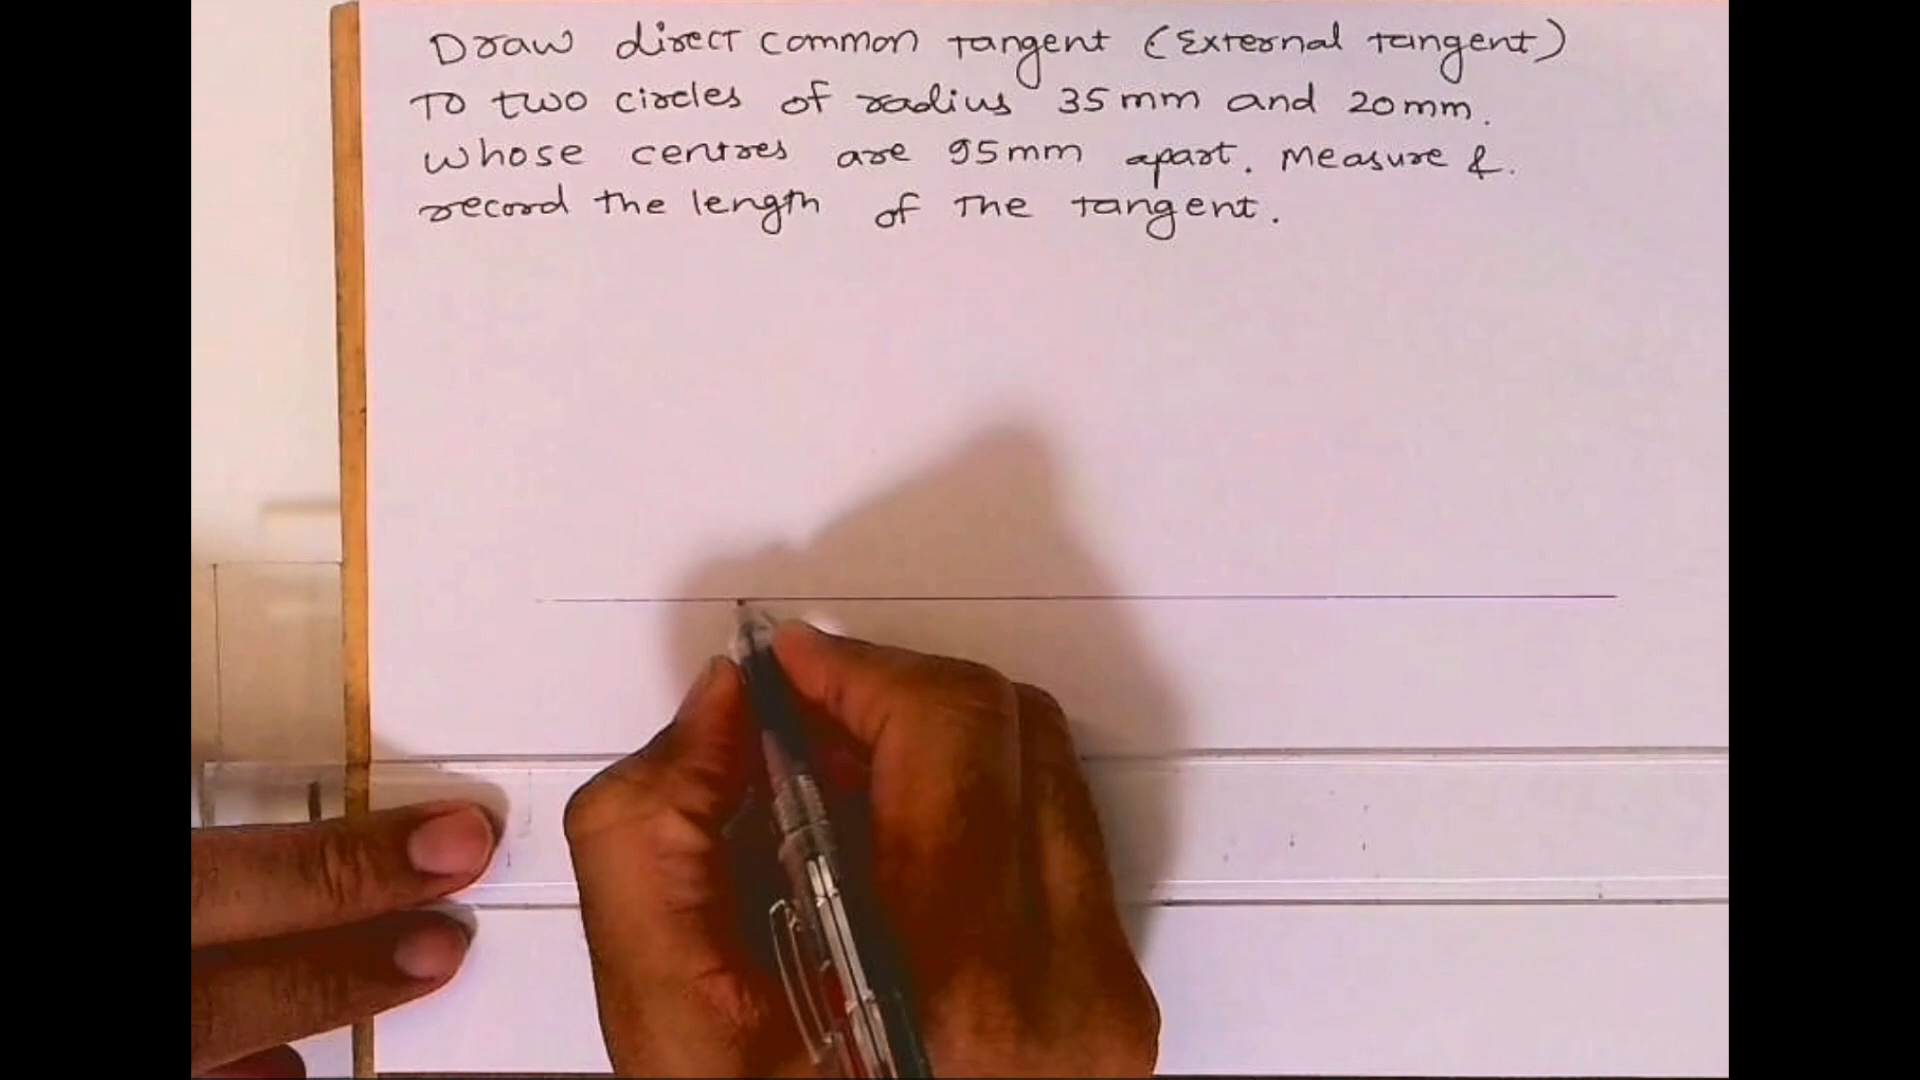 Draw direct common tangent (External tangent)
To two circles of radius 35mm and 20mm.
whose centres are 95mm apart. Measure &.
record the length of the tangent.